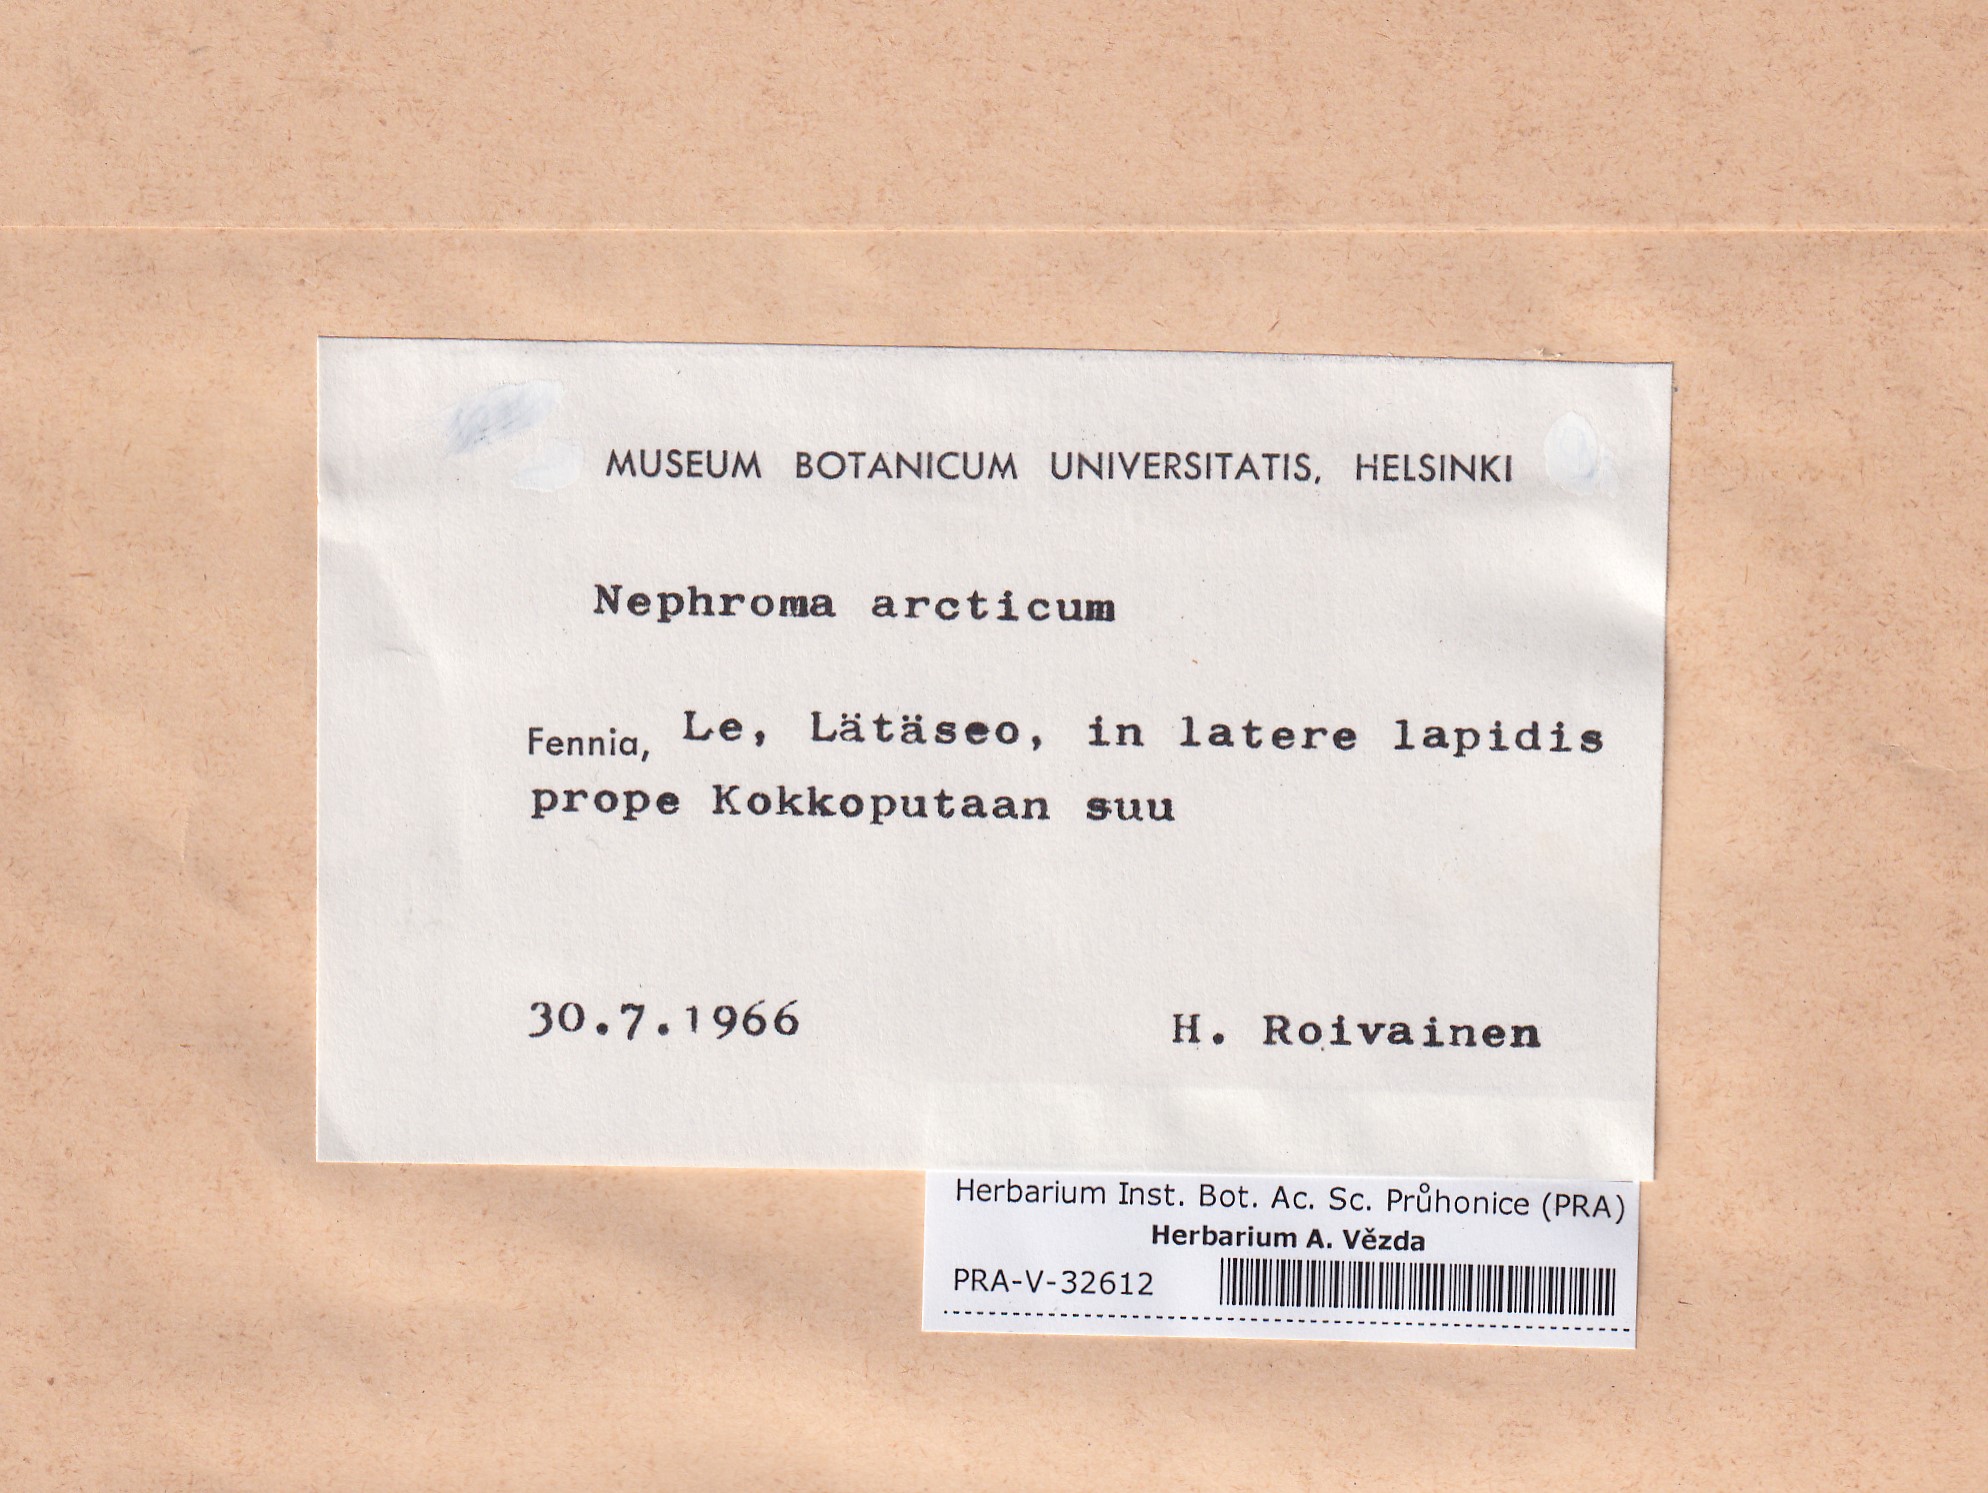 MUSEUM BOTANICUM UNIVERSITATIS, HELSINKI
Nephroma arcticum
Fennia, Le, Lätäseo, in latere lapidis
prope Kokkoputaan suu
30.7.1966 H. Roivainen
Herbarium Inst. Bot. Ac. Sc. Průhonice (PRA)
Herbarium A. Vězda
PRA-V-32612